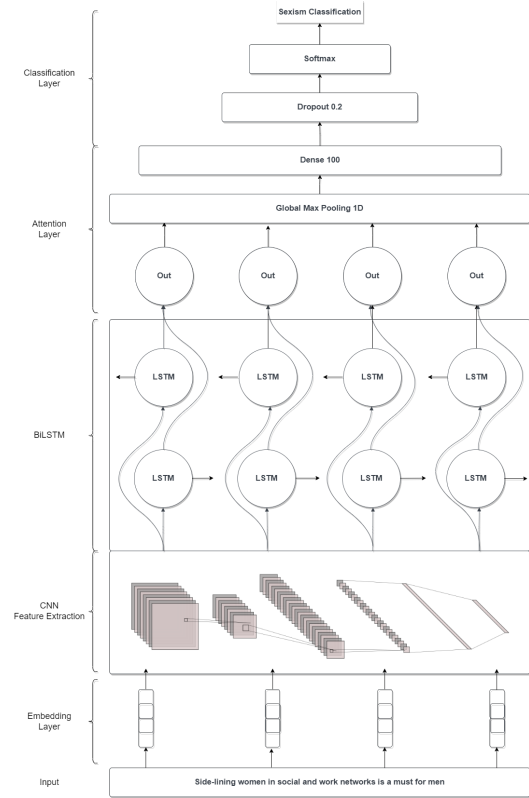 Sexism Classification
Classification
Layer
Softmax
Dropout 0.2
Dense 100
Attention
Layer
Global Max Pooling 1D
Out Out Out Out
LSTM LSTM LSTM LSTM
BiLSTM
LSTM LSTM LSTM LSTM
CNN
Feature Extraction
Embedding
Layer
Input
Side-lining women in social and work networks is a must for men